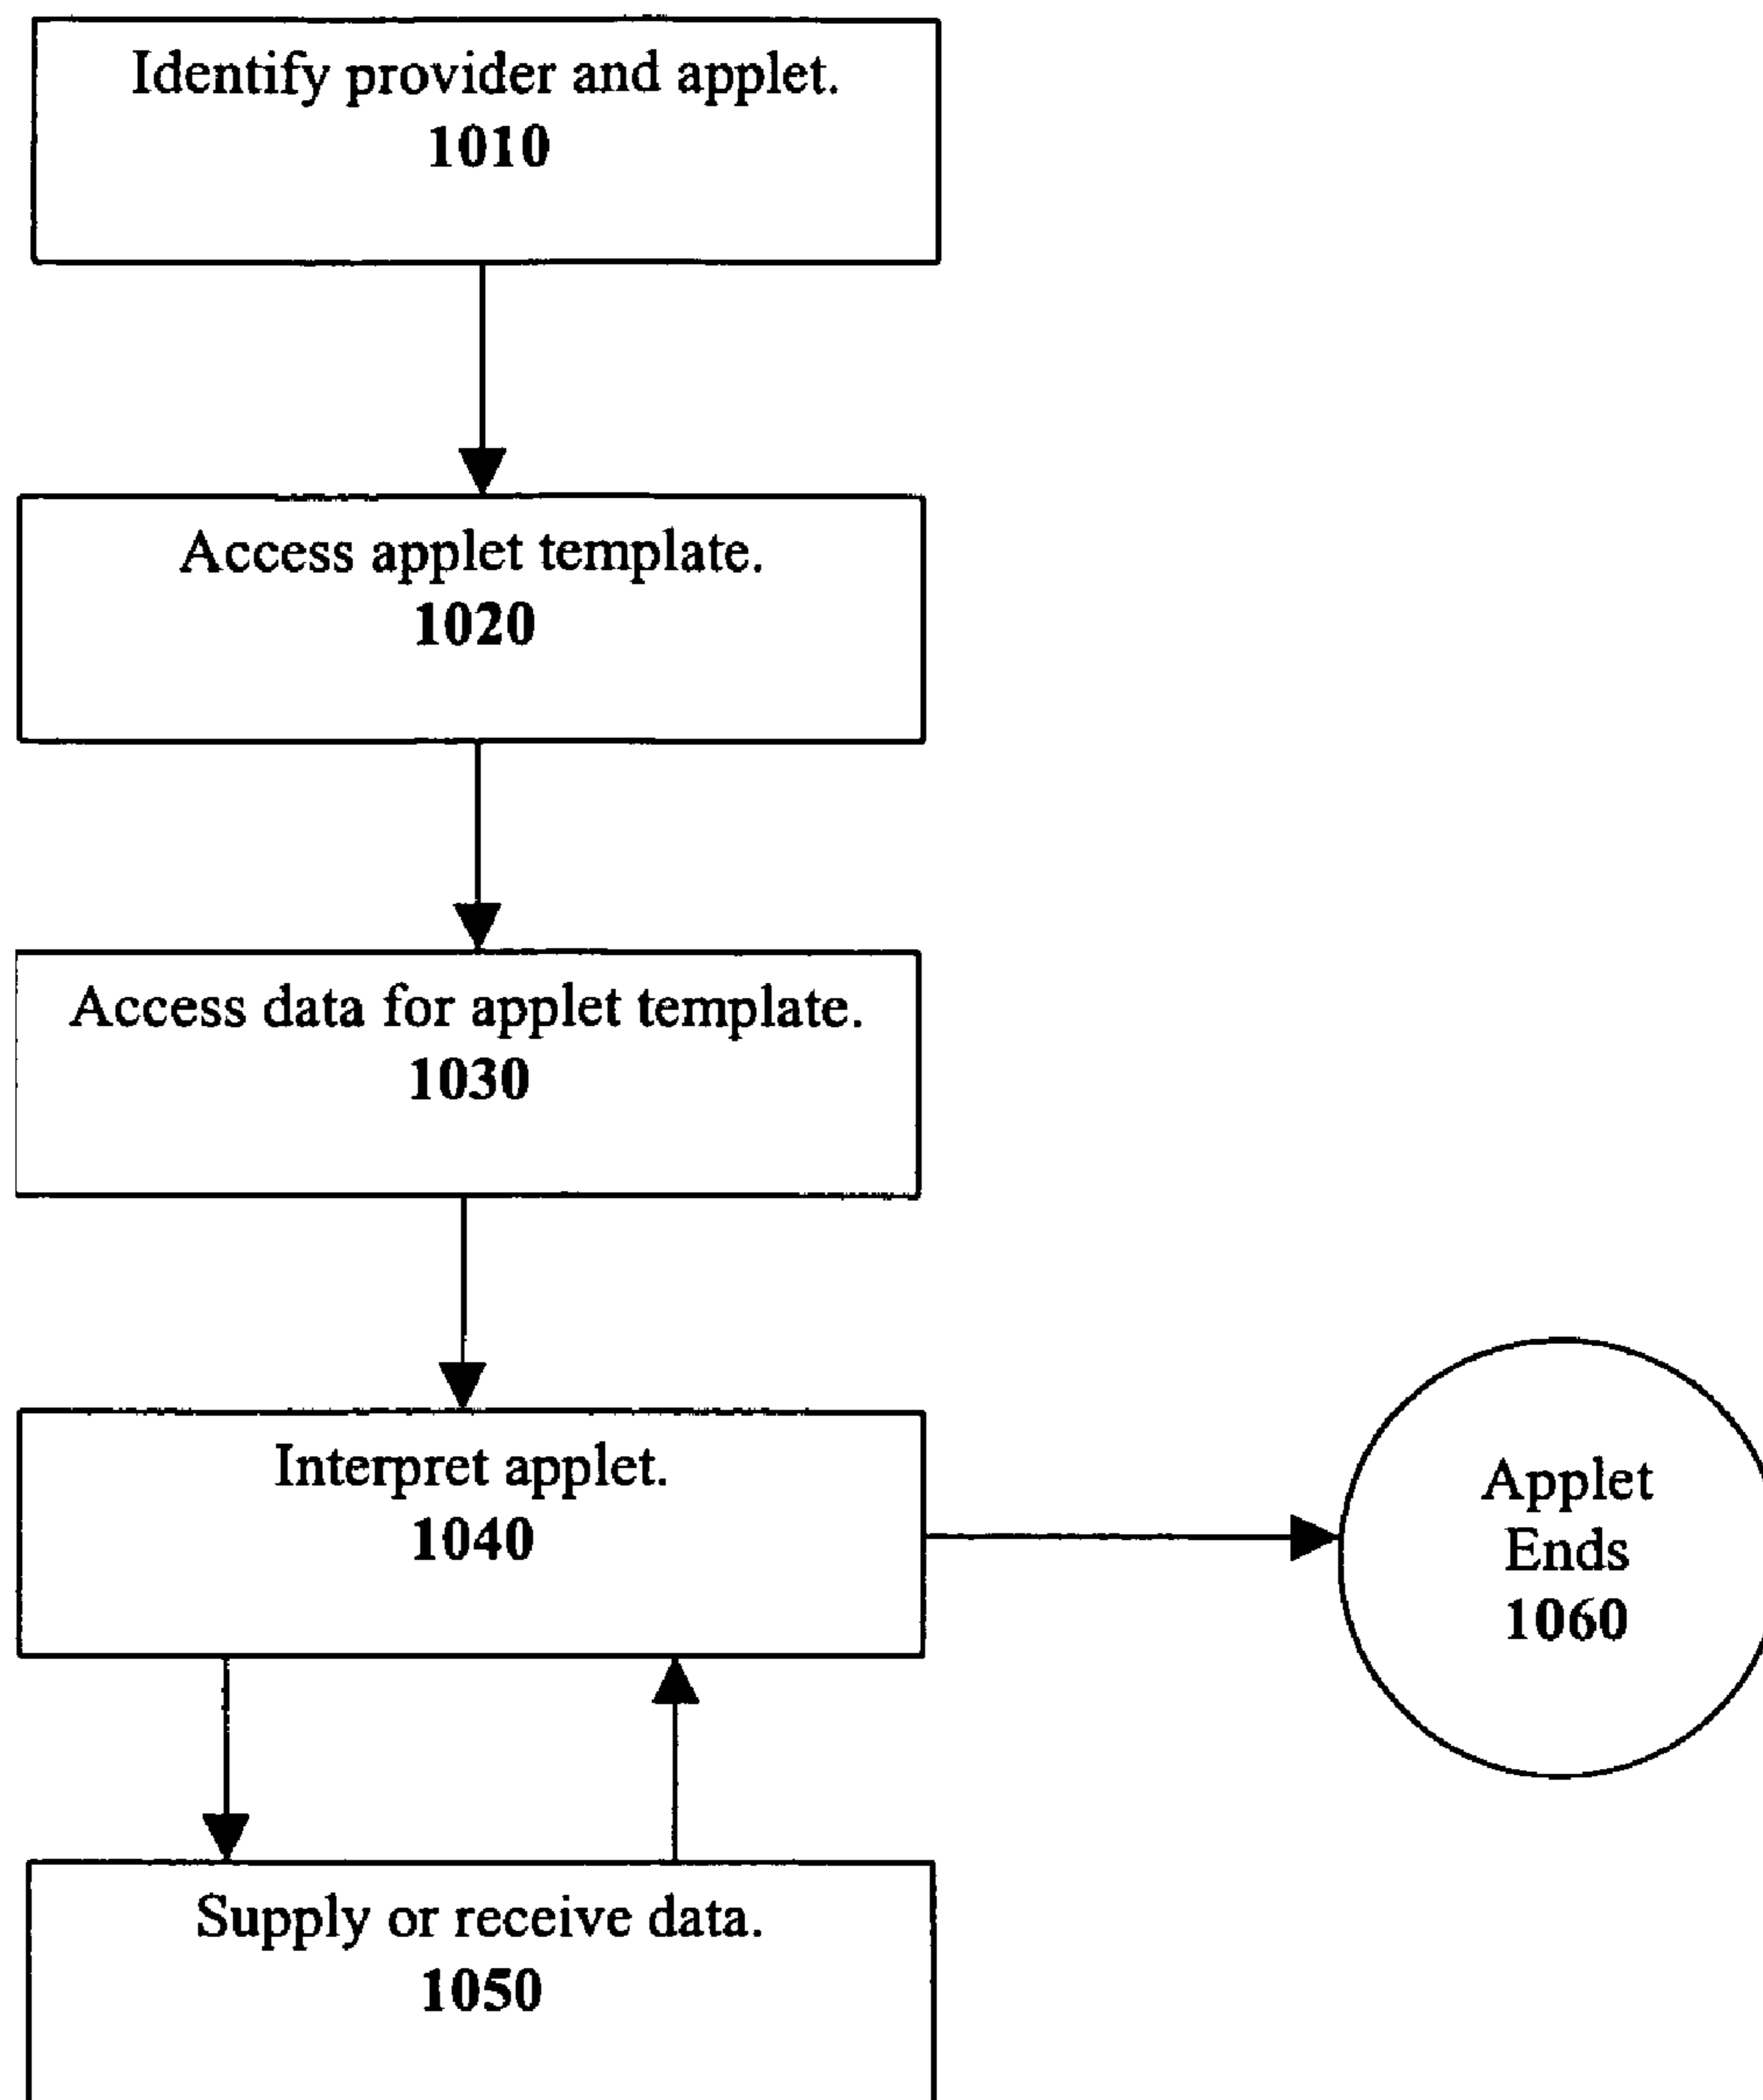 Identify provider and applet.
1010
Access applet template.
1020
Access data for applet template.
1030
Interpret applet.
1040
Applet
Ends
1060
Supply or receive data.
1050